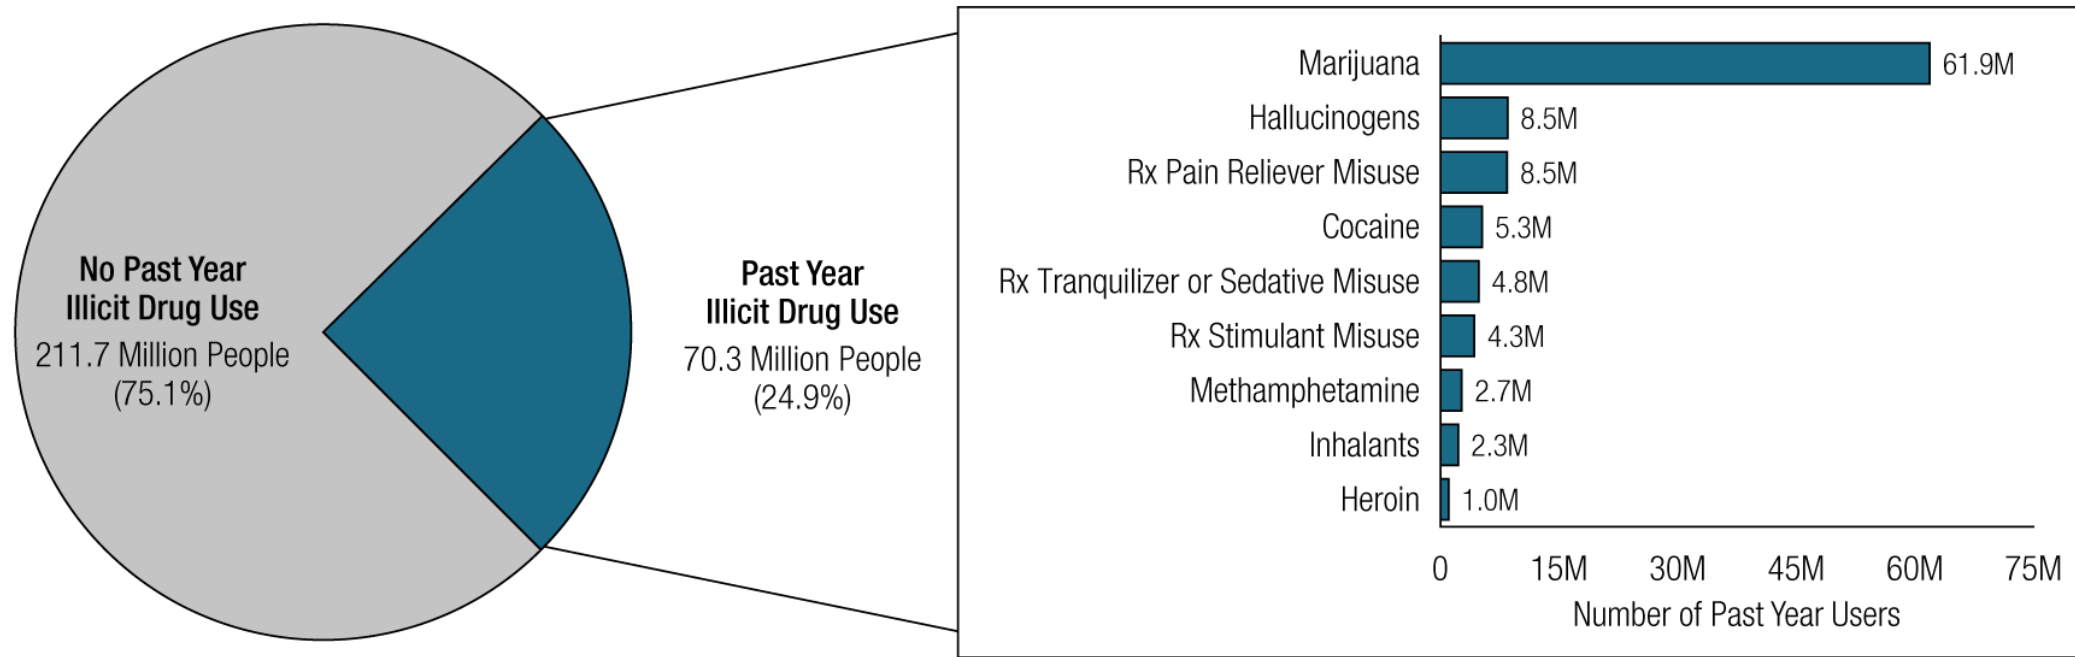 No Past Year
Illicit Drug Use
211.7 Million People
(75.1%)
Past Year
Illicit Drug Use
70.3 Million People
(24.9%)
Marijuana 61.9M
Hallucinogens 8.5M
Rx Pain Reliever Misuse 8.5M
Cocaine 5.3M
Rx Tranquilizer or Sedative Misuse 4.8M
Rx Stimulant Misuse 4.3M
Methamphetamine 2.7M
Inhalants 2.3M
Heroin 1.0M
0 15M 30M 45M 60M 75M
Number of Past Year Users